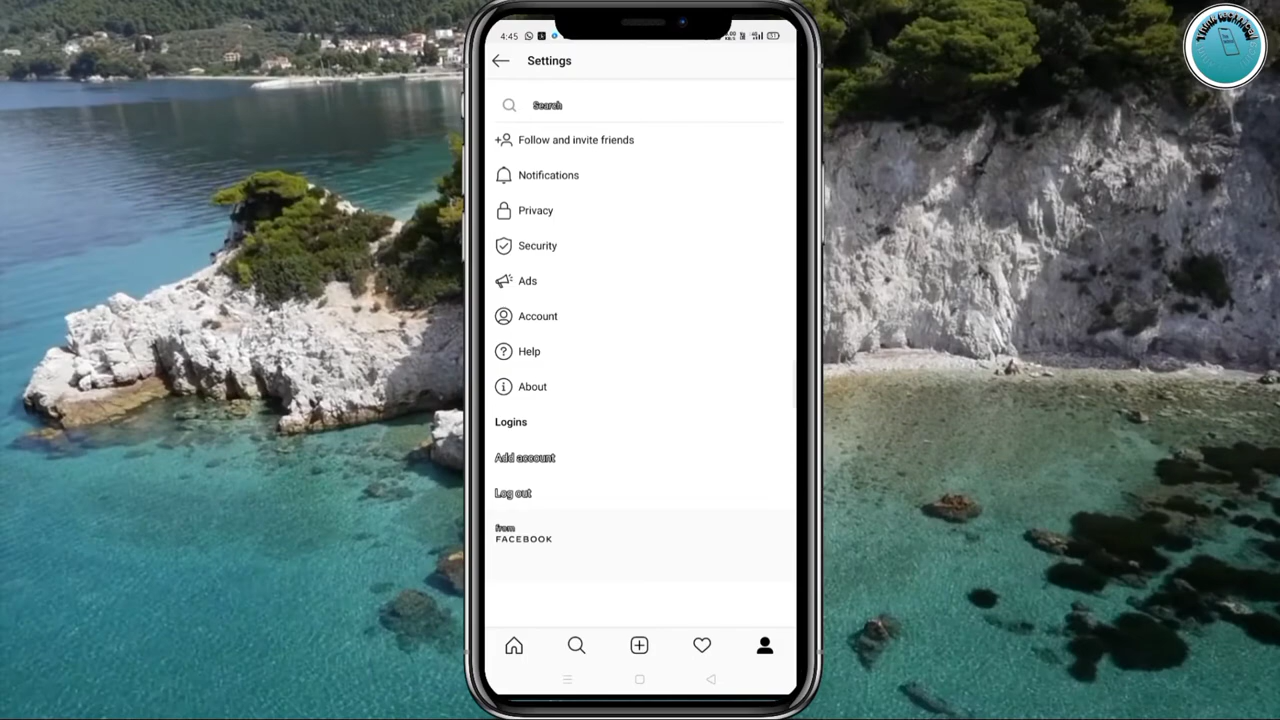 4:45
Settings
Search
Follow and invite friends
Notifications
Privacy
Security
Ads
Account
Help
About
Logins
Add account
Log out
from
FACEBOOK